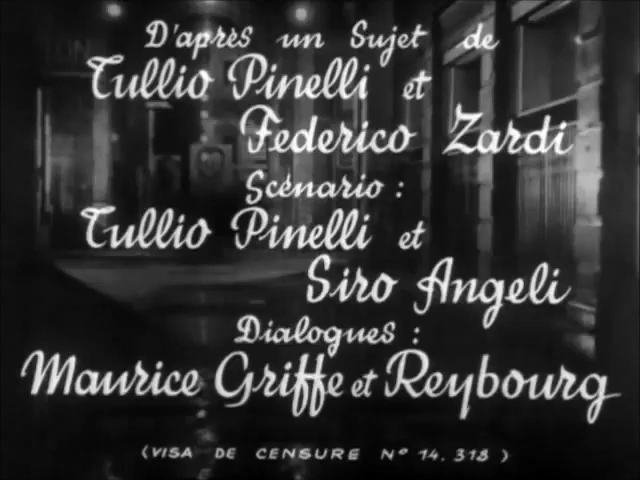 D'après un Sujet de
Tullio Pinelli et
Federico Zardi
Scénario :
Tullio Pinelli et
Siro Angeli
Dialogues :
Maurice Griffe et Reybourg
(VISA DE CENSURE Nº 14.318 )